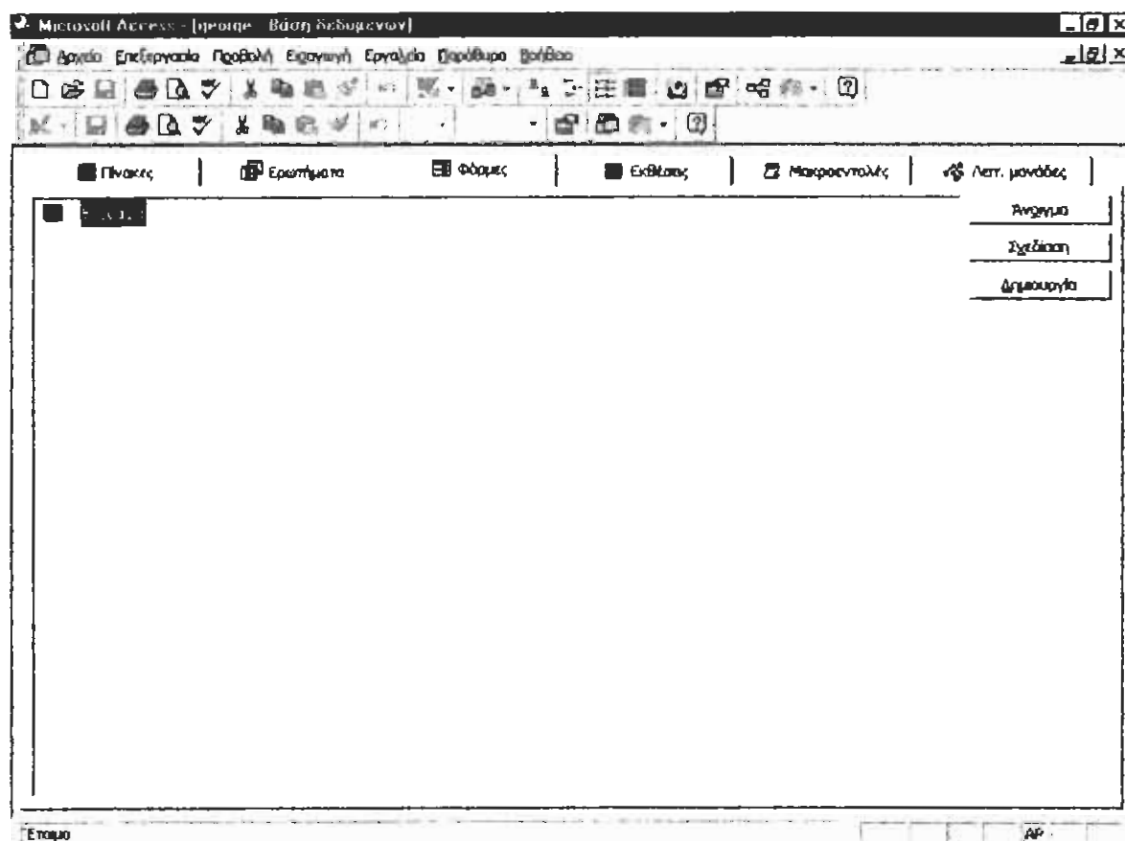 Microsoft Access - [george Βάση δεδομένων]
Αρχείο Επεξεργασία Προβολή Εισαγωγή Εργαλεία Παράθυρο Βοήθεια
Πίνακες Ερωτήματα Φόρμες Εκθέσεις Μακροεντολές Λειτ. μονάδες
Άνοιγμα
Σχεδίαση
Δημιουργία
Έτοιμο ΑΡ